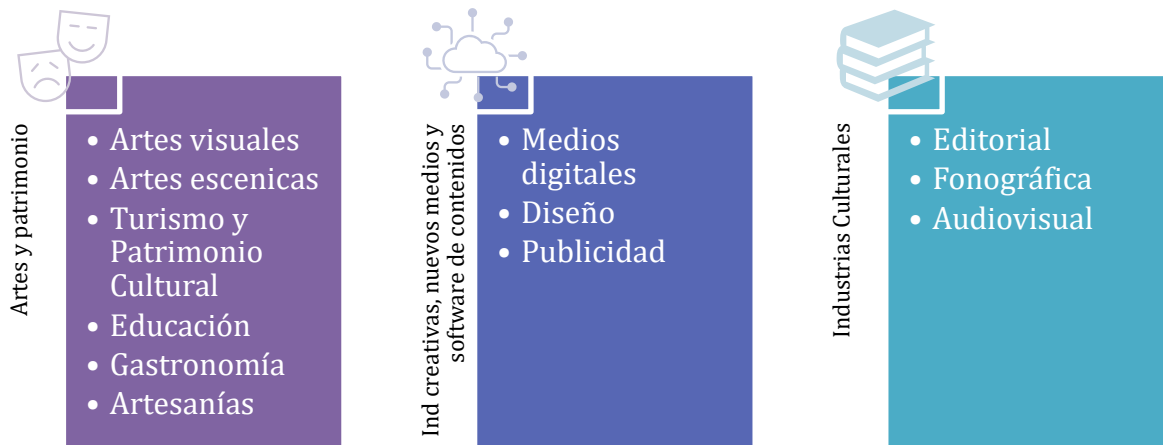 Artes y patrimonio
• Artes visuales
• Artes escenicas
• Turismo y
Patrimonio
Cultural
• Educación
• Gastronomía
• Artesanías
Ind creativas, nuevos medios y
software de contenidos
• Medios
digitales
• Diseño
• Publicidad
Industrias Culturales
• Editorial
• Fonográfica
• Audiovisual